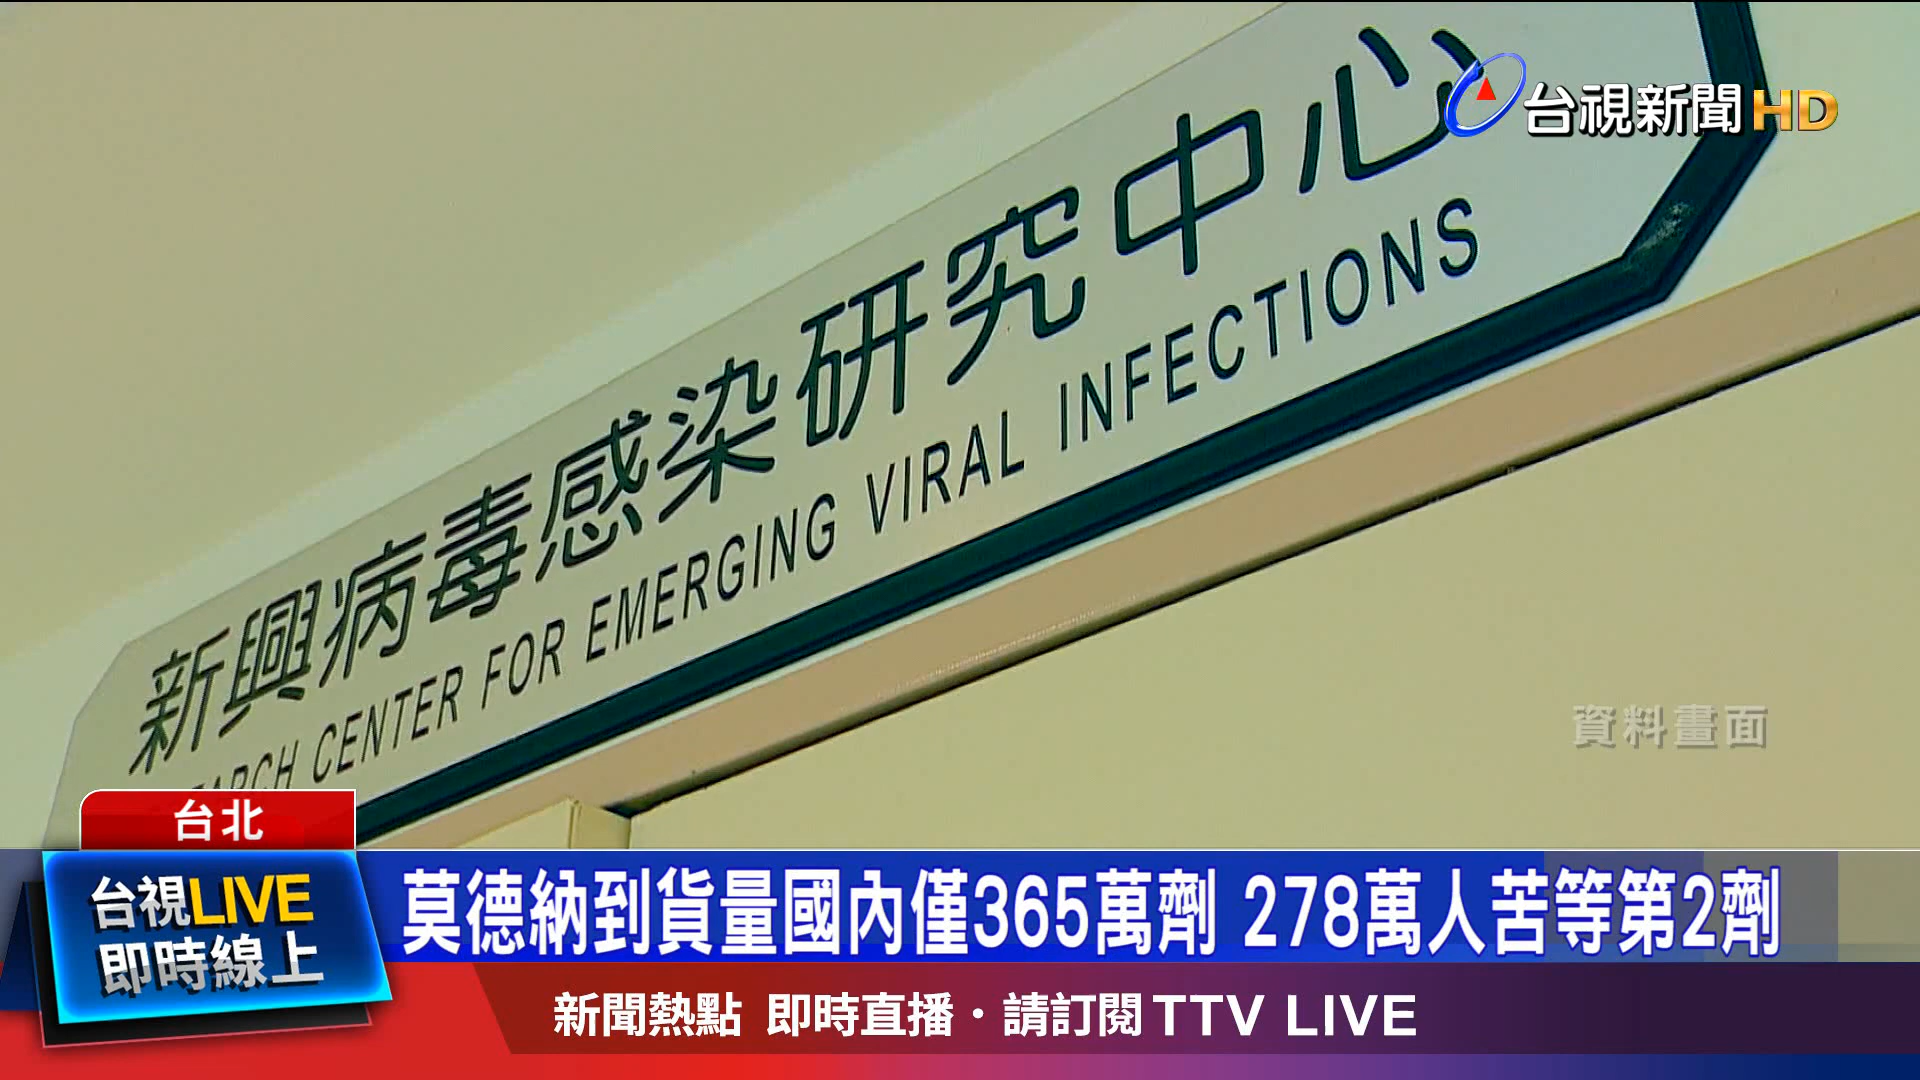 台視新聞HD
新興病毒感染研究中心
CENTER FOR EMERGING VIRAL INFECTIONS
資料畫面
台北
台視LIVE
即時線上
莫德納到貨量國內僅365萬劑 278萬人苦等第2劑
新聞熱點 即時直播・請訂閱TTV LIVE